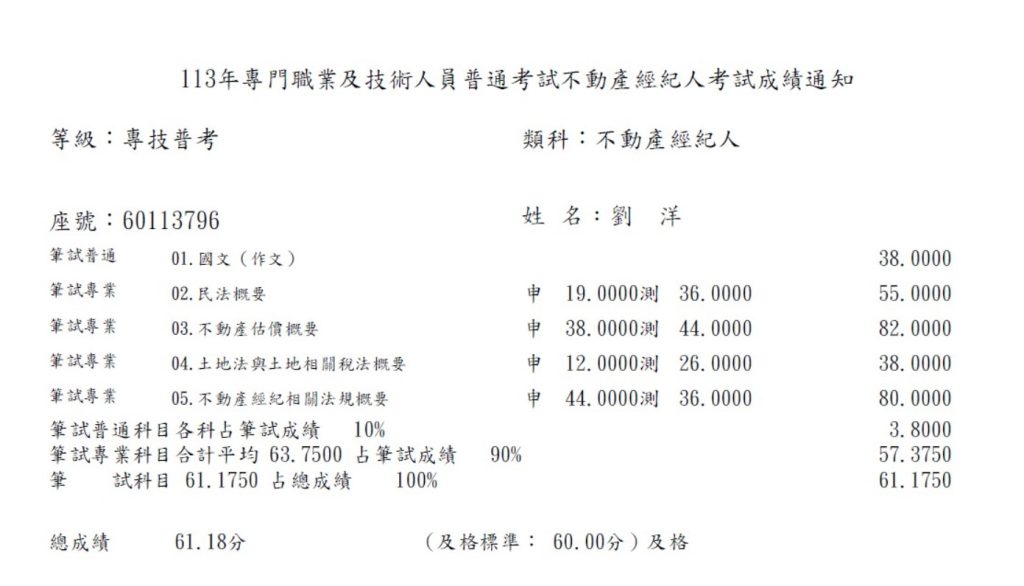 113年專門職業及技術人員普通考試不動產經紀人考試成績通知
等級：專技普考 類科：不動產經紀人
座號：60113796 姓 名：劉 洋
筆試普通 01.國文（作文） 38.0000
筆試專業 02.民法概要 申 19.0000測 36.0000 55.0000
筆試專業 03.不動產估價概要 申 38.0000測 44.0000 82.0000
筆試專業 04.土地法與土地相關稅法概要 申 12.0000測 26.0000 38.0000
筆試專業 05.不動產經紀相關法規概要 申 44.0000測 36.0000 80.0000
筆試普通科目各科占筆試成績 10% 3.8000
筆試專業科目合計平均 63.7500 占筆試成績 90% 57.3750
筆 試科目 61.1750 占總成績 100% 61.1750
總成績 61.18分 （及格標準： 60.00分）及格